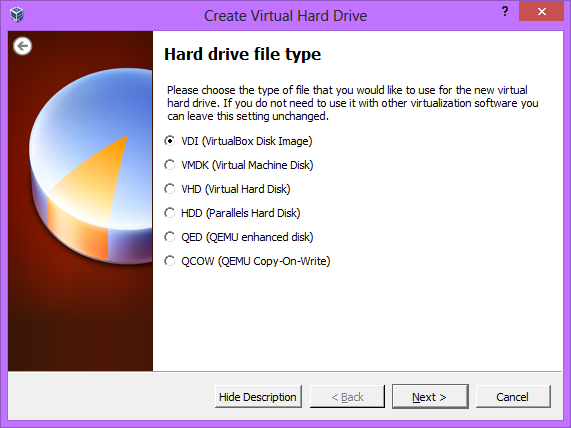 Create Virtual Hard Drive
?
Hard drive file type
Please choose the type of file that you would like to use for the new virtual
hard drive. If you do not need to use it with other virtualization software you
can leave this setting unchanged.
VDI (VirtualBox Disk Image)
VMDK (Virtual Machine Disk)
VHD (Virtual Hard Disk)
HDD (Parallels Hard Disk)
QED (QEMU enhanced disk)
QCOW (QEMU Copy-On-Write)
Hide Description
< Back
Next >
Cancel